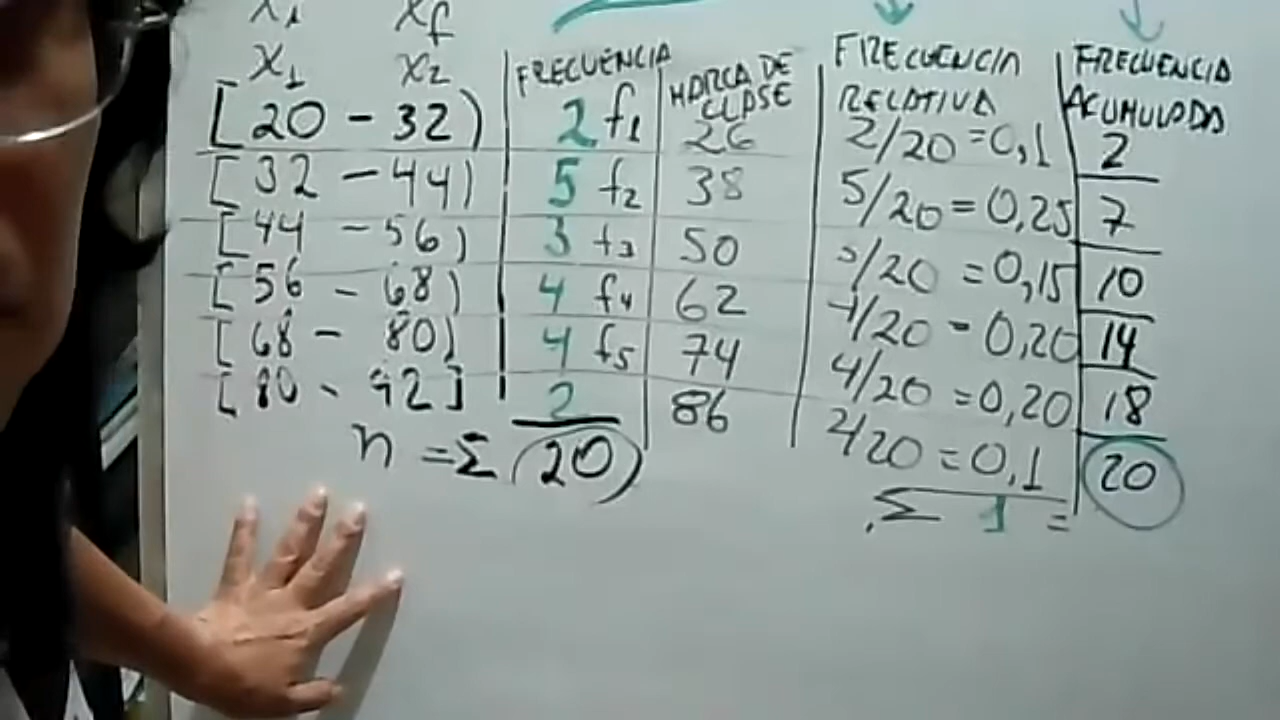 X₁ Xf
X₁ X₂ FRECUENCIA MARCA DE CLASE FRECUENCIA RELATIVA FRECUENCIA ACUMULADA
[20 - 32) 2 f₁ 26 2/20 = 0,1 2
[32 - 44) 5 f₂ 38 5/20 = 0,25 7
[44 - 56) 3 f₃ 50 3/20 = 0,15 10
[56 - 68) 4 f₄ 62 4/20 - 0,20 14
[68 - 80) 4 f₅ 74 4/20 = 0,20 18
[80 - 92] 2 86 2/20 = 0,1 20
n = Σ 20 Σ 1 =